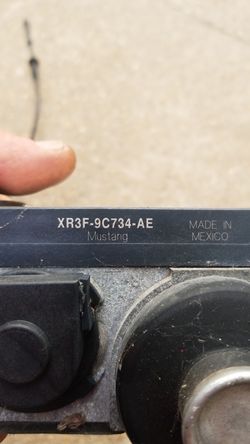 XR3F-9C734-AE
Mustang
MADE IN
MEXICO